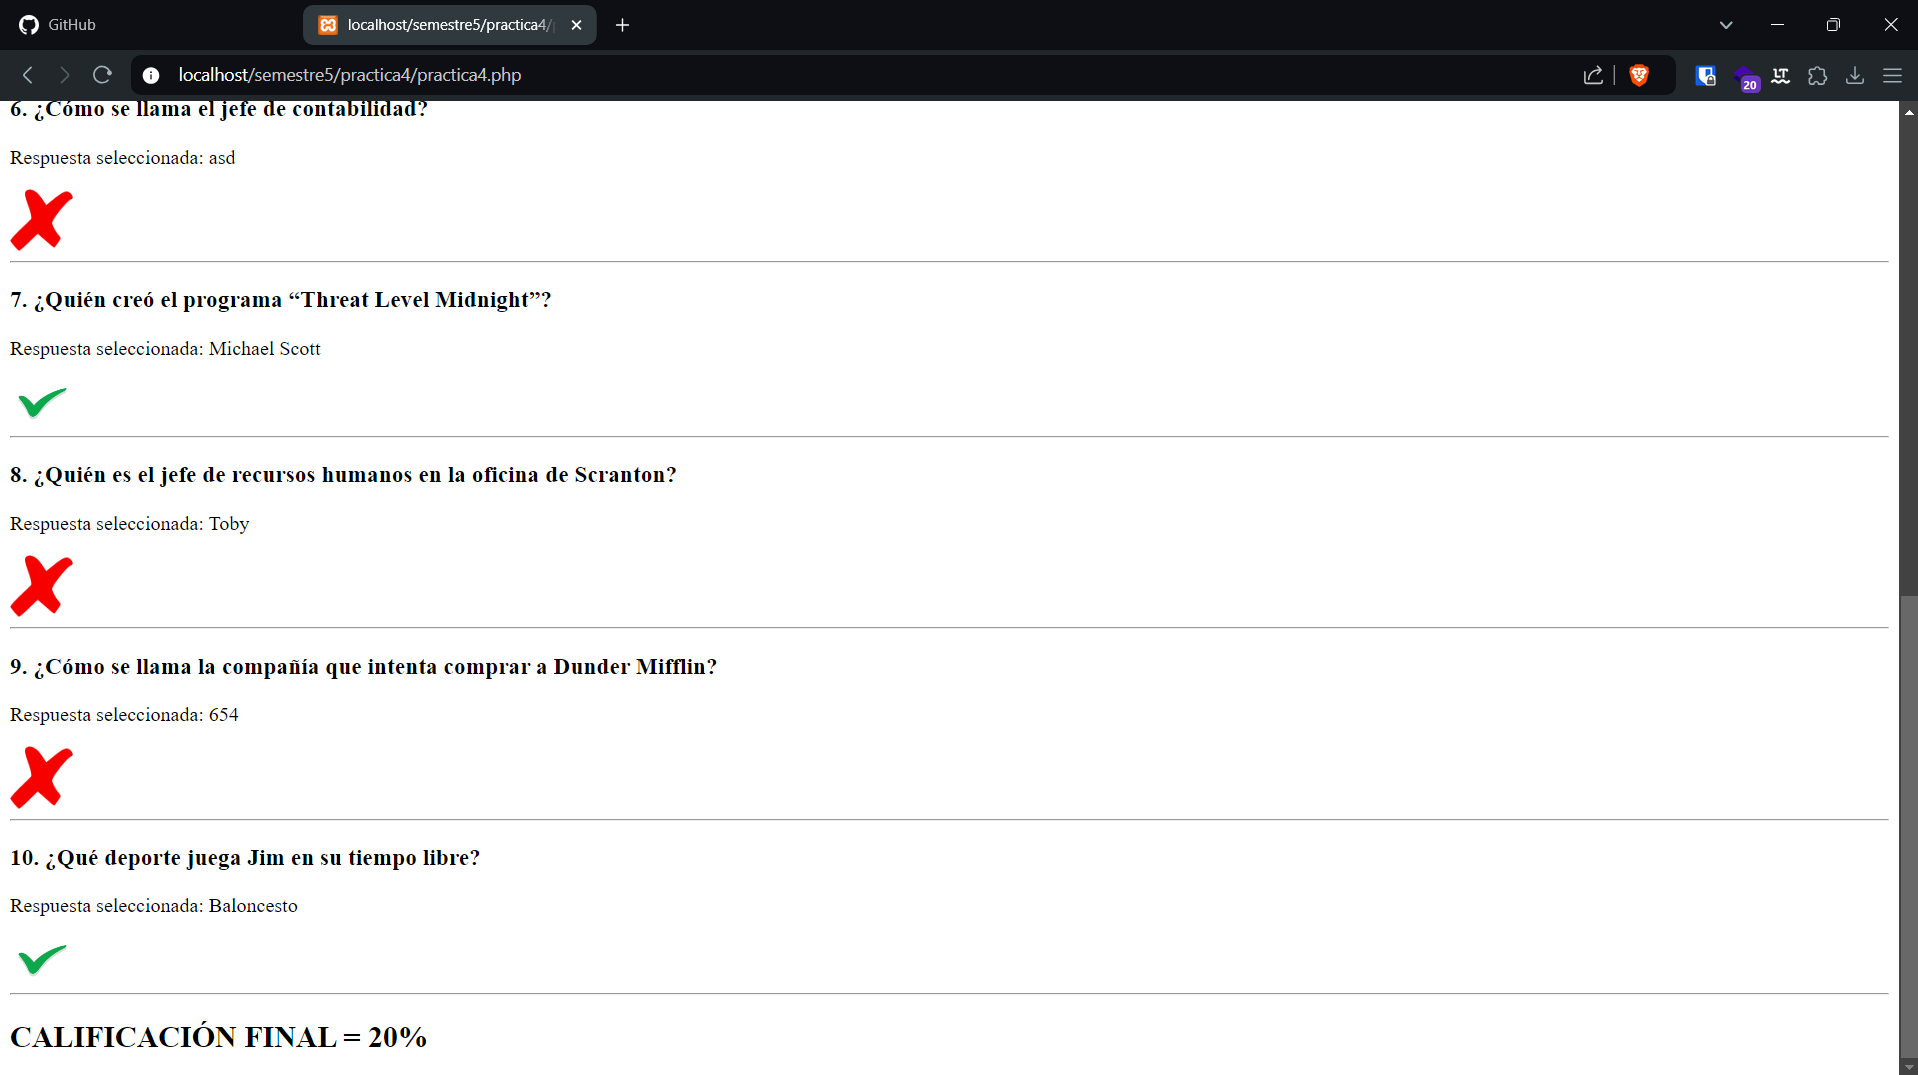 GitHub
localhost/semestre5/practica4/
localhost/semestre5/practica4/practica4.php
20
LT
6. ¿Cómo se llama el jefe de contabilidad?
Respuesta seleccionada: asd
7. ¿Quién creó el programa “Threat Level Midnight”?
Respuesta seleccionada: Michael Scott
8. ¿Quién es el jefe de recursos humanos en la oficina de Scranton?
Respuesta seleccionada: Toby
9. ¿Cómo se llama la compañía que intenta comprar a Dunder Mifflin?
Respuesta seleccionada: 654
10. ¿Qué deporte juega Jim en su tiempo libre?
Respuesta seleccionada: Baloncesto
CALIFICACIÓN FINAL = 20%